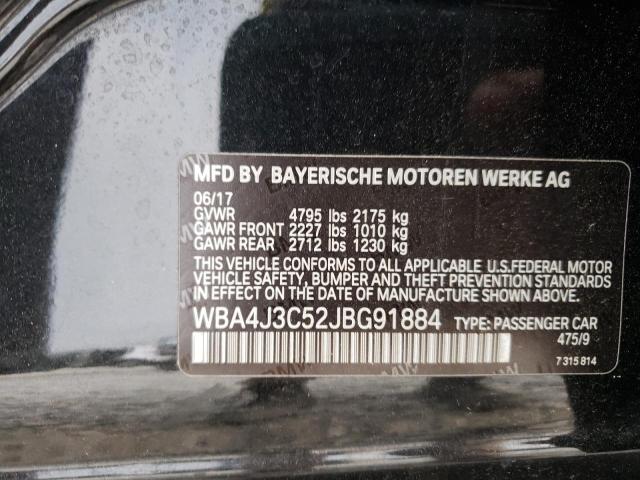 MFD BY BAYERISCHE MOTOREN WERKE AG
06/17
GVWR 4795 lbs 2175 kg
GAWR FRONT 2227 lbs 1010 kg
GAWR REAR 2712 lbs 1230 kg
THIS VEHICLE CONFORMS TO ALL APPLICABLE U.S.FEDERAL MOTOR
VEHICLE SAFETY, BUMPER AND THEFT PREVENTION STANDARDS
IN EFFECT ON THE DATE OF MANUFACTURE SHOWN ABOVE.
WBA4J3C52JBG91884 TYPE: PASSENGER CAR
475/9
7 315 814